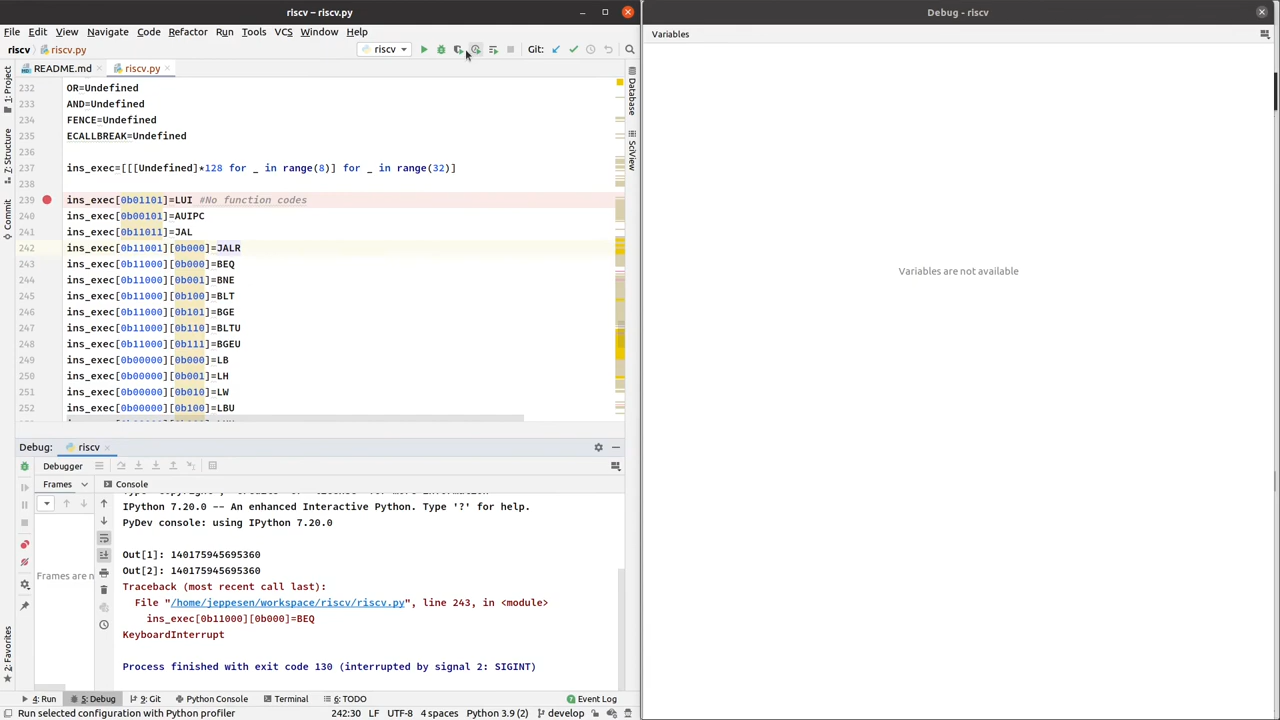 riscv – riscv.py
Debug - riscv
File Edit View Navigate Code Refactor Run Tools VCS Window Help
Variables
riscv riscv.py
riscv
Git:
README.md
riscv.py
232 OR=Undefined
233 AND=Undefined
234 FENCE=Undefined
235 ECALLBREAK=Undefined
236
237 ins_exec=[[[Undefined]*128 for _ in range(8)] for _ in range(32)]
238
239 ins_exec[0b01101]=LUI #No function codes
240 ins_exec[0b00101]=AUIPC
241 ins_exec[0b11011]=JAL
242 ins_exec[0b11001][0b000]=JALR
243 ins_exec[0b11000][0b000]=BEQ
244 ins_exec[0b11000][0b001]=BNE
245 ins_exec[0b11000][0b100]=BLT
246 ins_exec[0b11000][0b101]=BGE
247 ins_exec[0b11000][0b110]=BLTU
248 ins_exec[0b11000][0b111]=BGEU
249 ins_exec[0b00000][0b000]=LB
250 ins_exec[0b00000][0b001]=LH
251 ins_exec[0b00000][0b010]=LW
252 ins_exec[0b00000][0b100]=LBU
1: Project
7: Structure
Commit
2: Favorites
Database
SciView
Variables are not available
Debug: riscv
Debugger
Frames
Console
Frames are n
IPython 7.20.0 -- An enhanced Interactive Python. Type '?' for help.
PyDev console: using IPython 7.20.0
Out[1]: 140175945695360
Out[2]: 140175945695360
Traceback (most recent call last):
File "/home/jeppesen/workspace/riscv/riscv.py", line 243, in <module>
ins_exec[0b11000][0b000]=BEQ
KeyboardInterrupt
Process finished with exit code 130 (interrupted by signal 2: SIGINT)
4: Run 5: Debug 9: Git Python Console Terminal 6: TODO Event Log
Run selected configuration with Python profiler 242:30 LF UTF-8 4 spaces Python 3.9 (2) develop